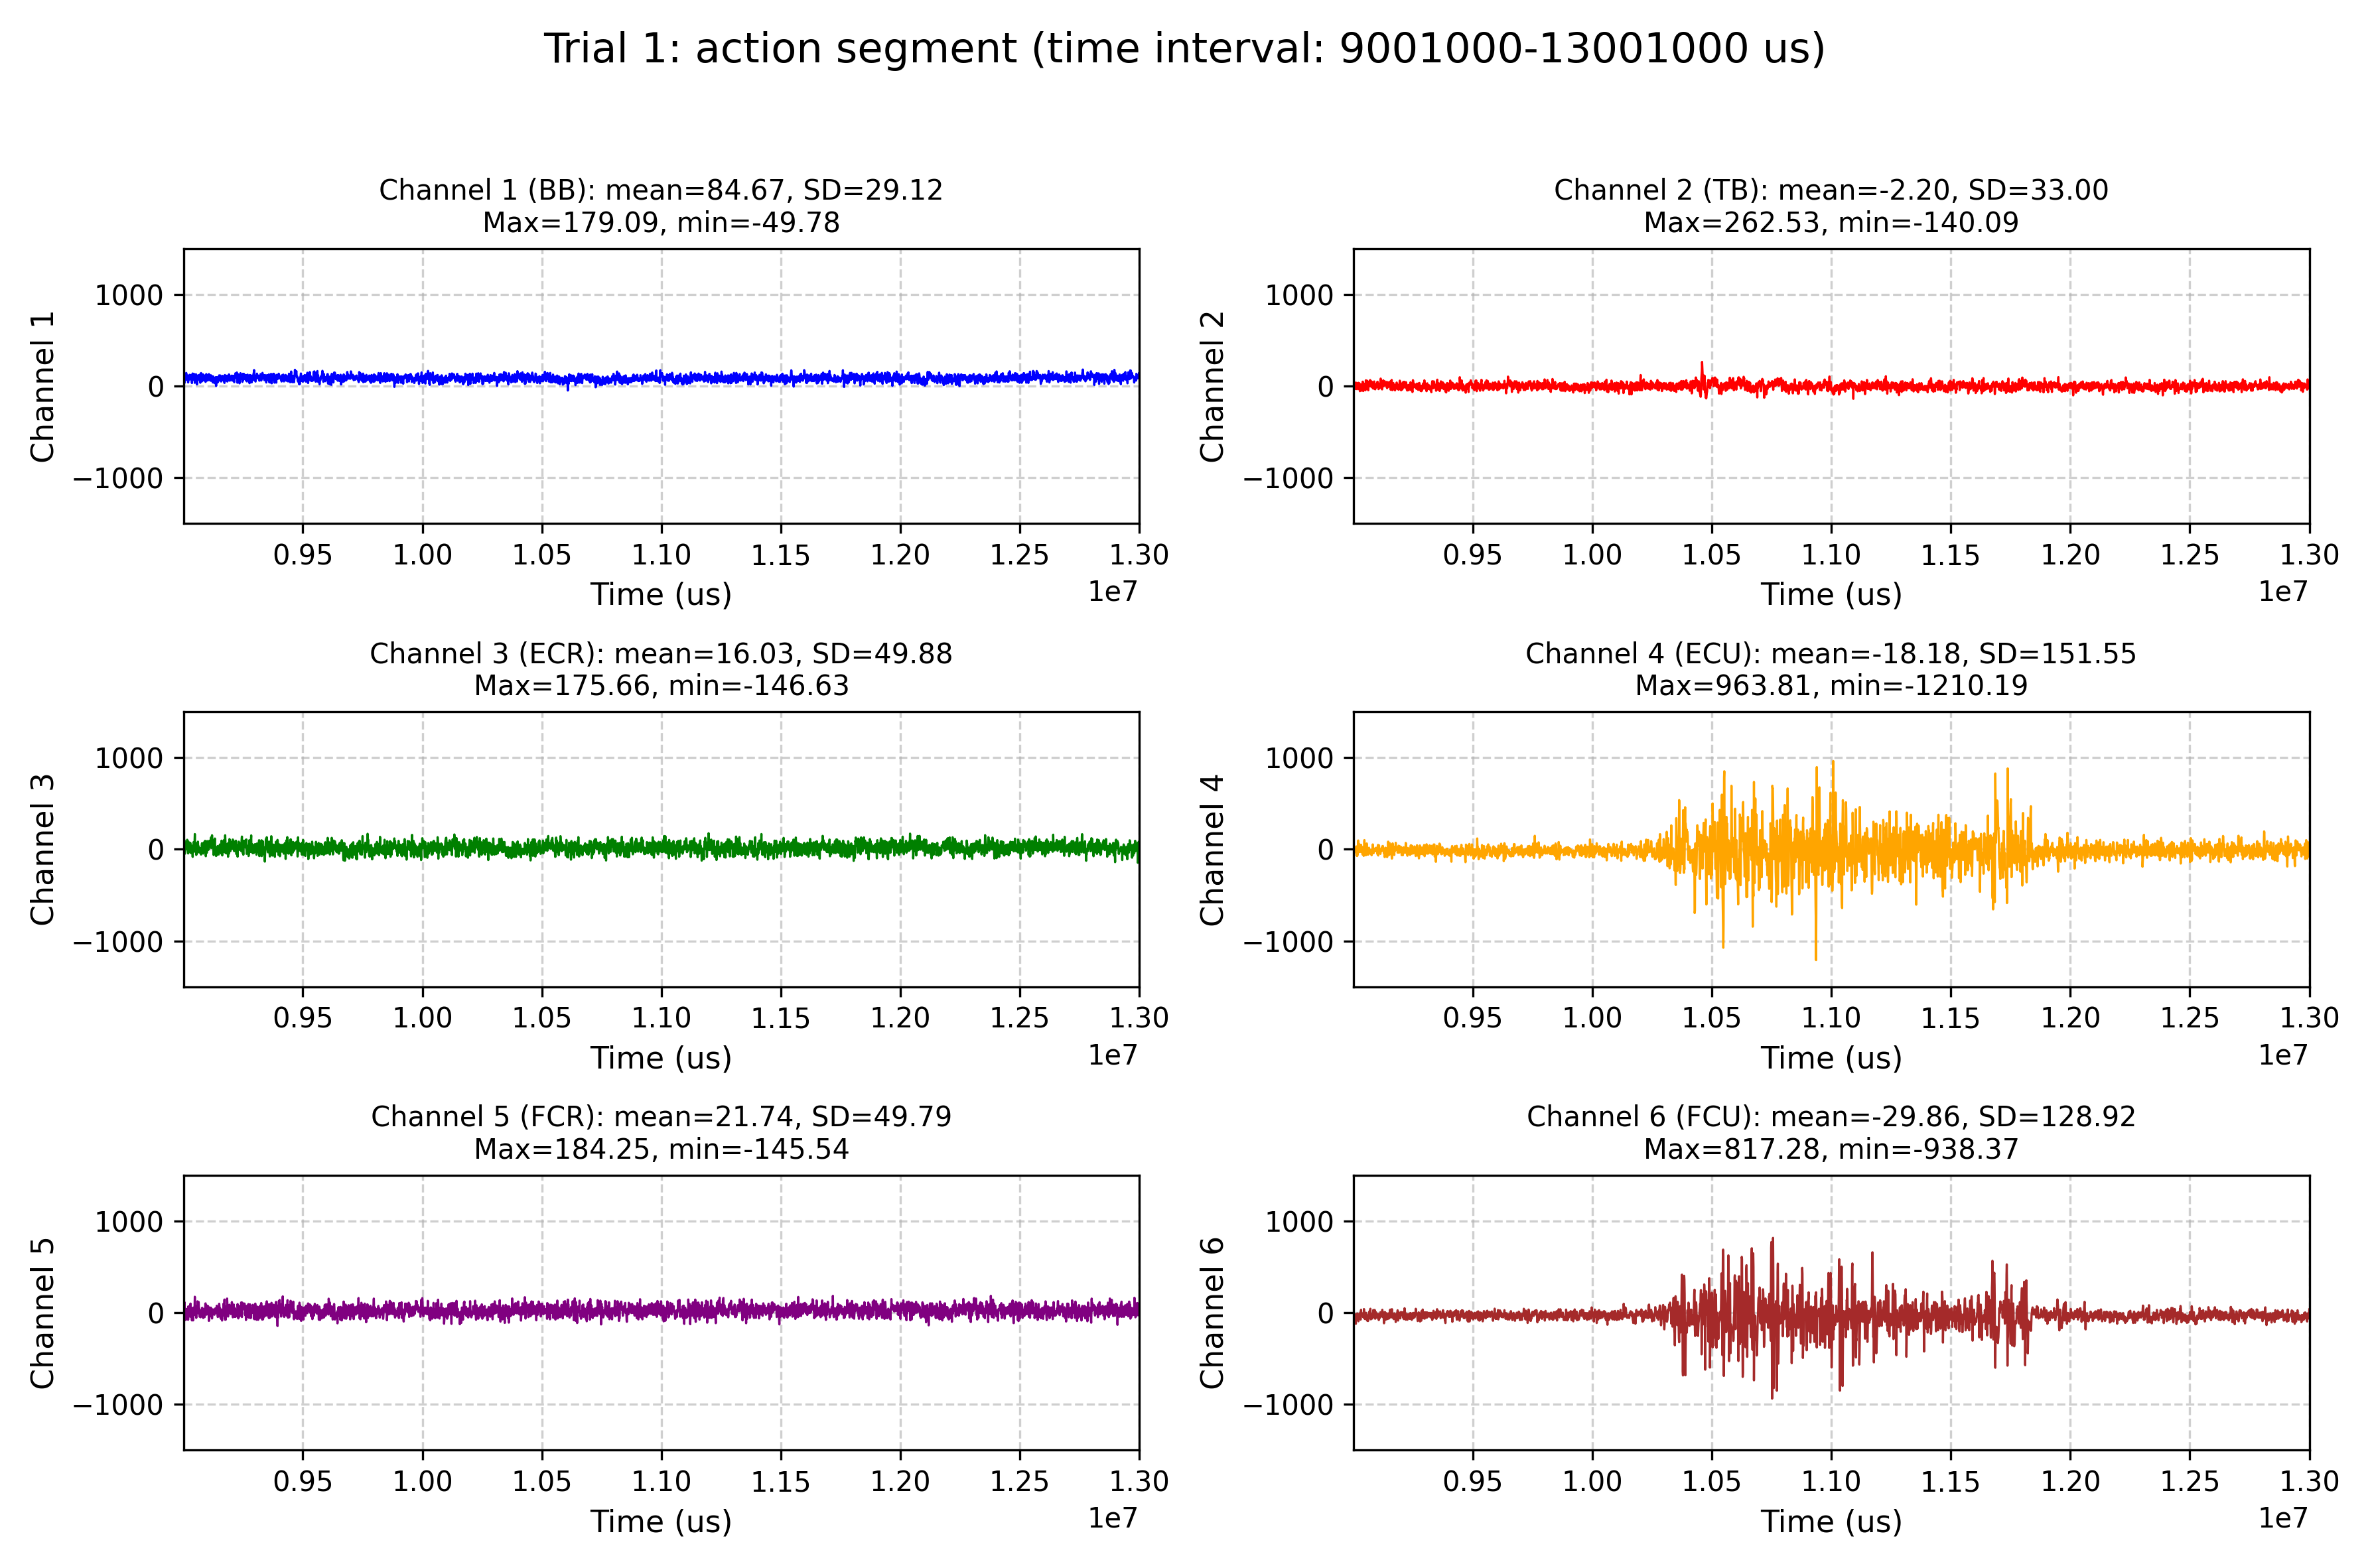 Trial 1: action segment (time interval: 9001000-13001000 us)
Channel 1 (BB): mean=84.67, SD=29.12
Max=179.09, min=-49.78
Channel 1
1000
0
−1000
0.95 1.00 1.05 1.10 1.15 1.20 1.25 1.30
Time (us)
1e7
Channel 2 (TB): mean=-2.20, SD=33.00
Max=262.53, min=-140.09
Channel 2
1000
0
−1000
0.95 1.00 1.05 1.10 1.15 1.20 1.25 1.30
Time (us)
1e7
Channel 3 (ECR): mean=16.03, SD=49.88
Max=175.66, min=-146.63
Channel 3
1000
0
−1000
0.95 1.00 1.05 1.10 1.15 1.20 1.25 1.30
Time (us)
1e7
Channel 4 (ECU): mean=-18.18, SD=151.55
Max=963.81, min=-1210.19
Channel 4
1000
0
−1000
0.95 1.00 1.05 1.10 1.15 1.20 1.25 1.30
Time (us)
1e7
Channel 5 (FCR): mean=21.74, SD=49.79
Max=184.25, min=-145.54
Channel 5
1000
0
−1000
0.95 1.00 1.05 1.10 1.15 1.20 1.25 1.30
Time (us)
1e7
Channel 6 (FCU): mean=-29.86, SD=128.92
Max=817.28, min=-938.37
Channel 6
1000
0
−1000
0.95 1.00 1.05 1.10 1.15 1.20 1.25 1.30
Time (us)
1e7